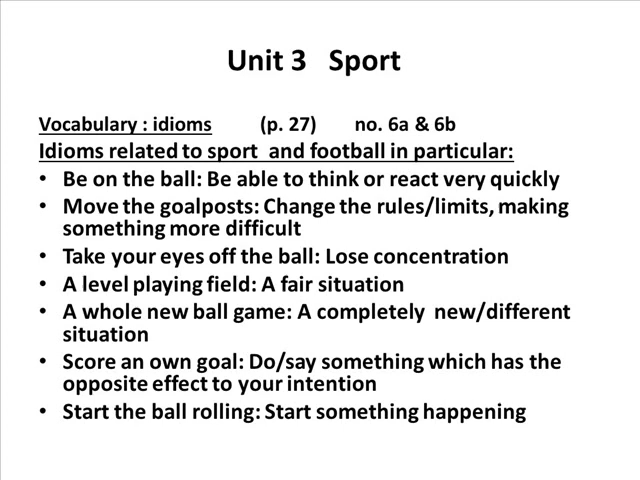 Unit 3 Sport
Vocabulary : idioms (p. 27) no. 6a & 6b
Idioms related to sport and football in particular:
• Be on the ball: Be able to think or react very quickly
• Move the goalposts: Change the rules/limits, making
something more difficult
• Take your eyes off the ball: Lose concentration
• A level playing field: A fair situation
• A whole new ball game: A completely new/different
situation
• Score an own goal: Do/say something which has the
opposite effect to your intention
• Start the ball rolling: Start something happening